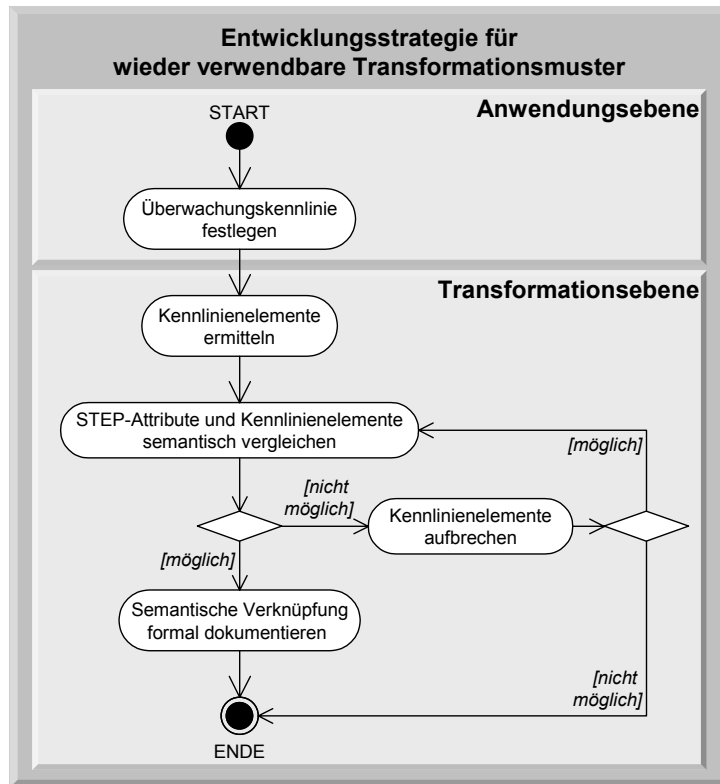 Entwicklungsstrategie für
wieder verwendbare Transformationsmuster
Anwendungsebene
START
Überwachungskennlinie
festlegen
Transformationsebene
Kennlinienelemente
ermitteln
STEP-Attribute und Kennlinienelemente
semantisch vergleichen
[möglich]
[nicht
möglich]
Kennlinienelemente
aufbrechen
[möglich]
Semantische Verknüpfung
formal dokumentieren
[nicht
möglich]
ENDE